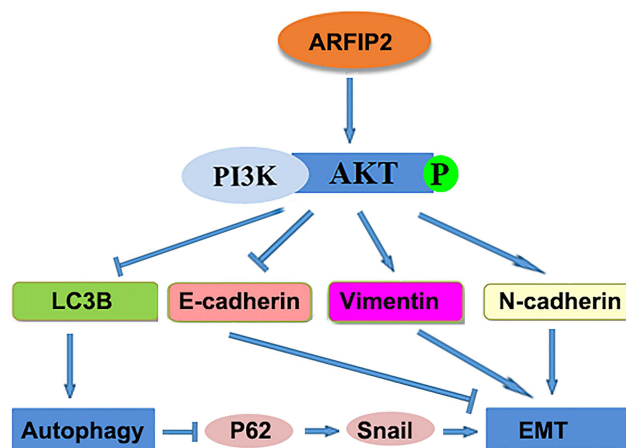 ARFIP2
PI3K AKT P
LC3B E-cadherin Vimentin N-cadherin
Autophagy P62 Snail EMT